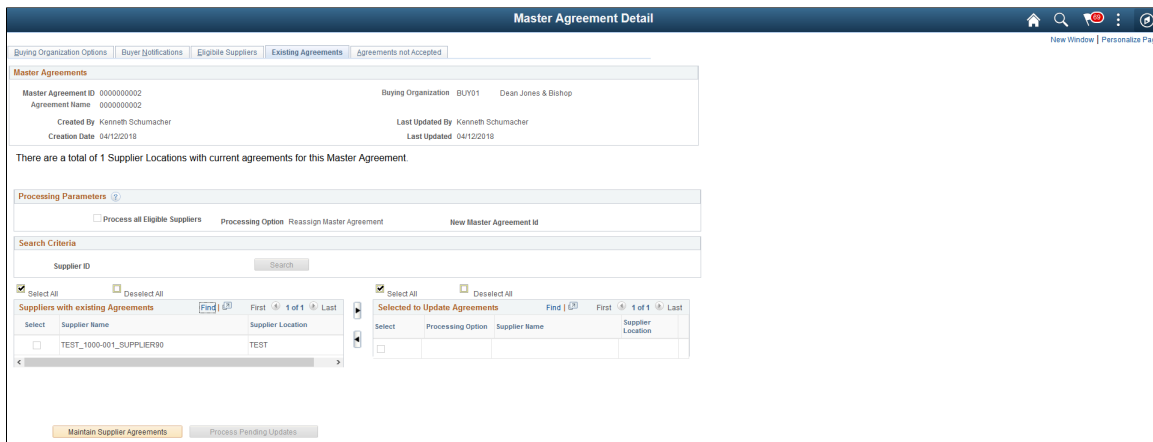 Master Agreement Detail
69
New Window | Personalize Pag
Buying Organization Options Buyer Notifications Eligibile Suppliers Existing Agreements Agreements not Accepted
Master Agreements
Master Agreement ID 0000000002 Buying Organization BUY01 Dean Jones & Bishop
Agreement Name 0000000002
Created By Kenneth Schumacher Last Updated By Kenneth Schumacher
Creation Date 04/12/2018 Last Updated 04/12/2018
There are a total of 1 Supplier Locations with current agreements for this Master Agreement.
Processing Parameters ?
Process all Eligible Suppliers Processing Option Reassign Master Agreement New Master Agreement Id
Search Criteria
Supplier ID Search
Select All Deselect All Select All Deselect All
Suppliers with existing Agreements Find | First 1 of 1 Last Selected to Update Agreements Find | First 1 of 1 Last
Select Supplier Name Supplier Location Select Processing Option Supplier Name Supplier Location
TEST_1000-001_SUPPLIER90 TEST
Maintain Supplier Agreements Process Pending Updates